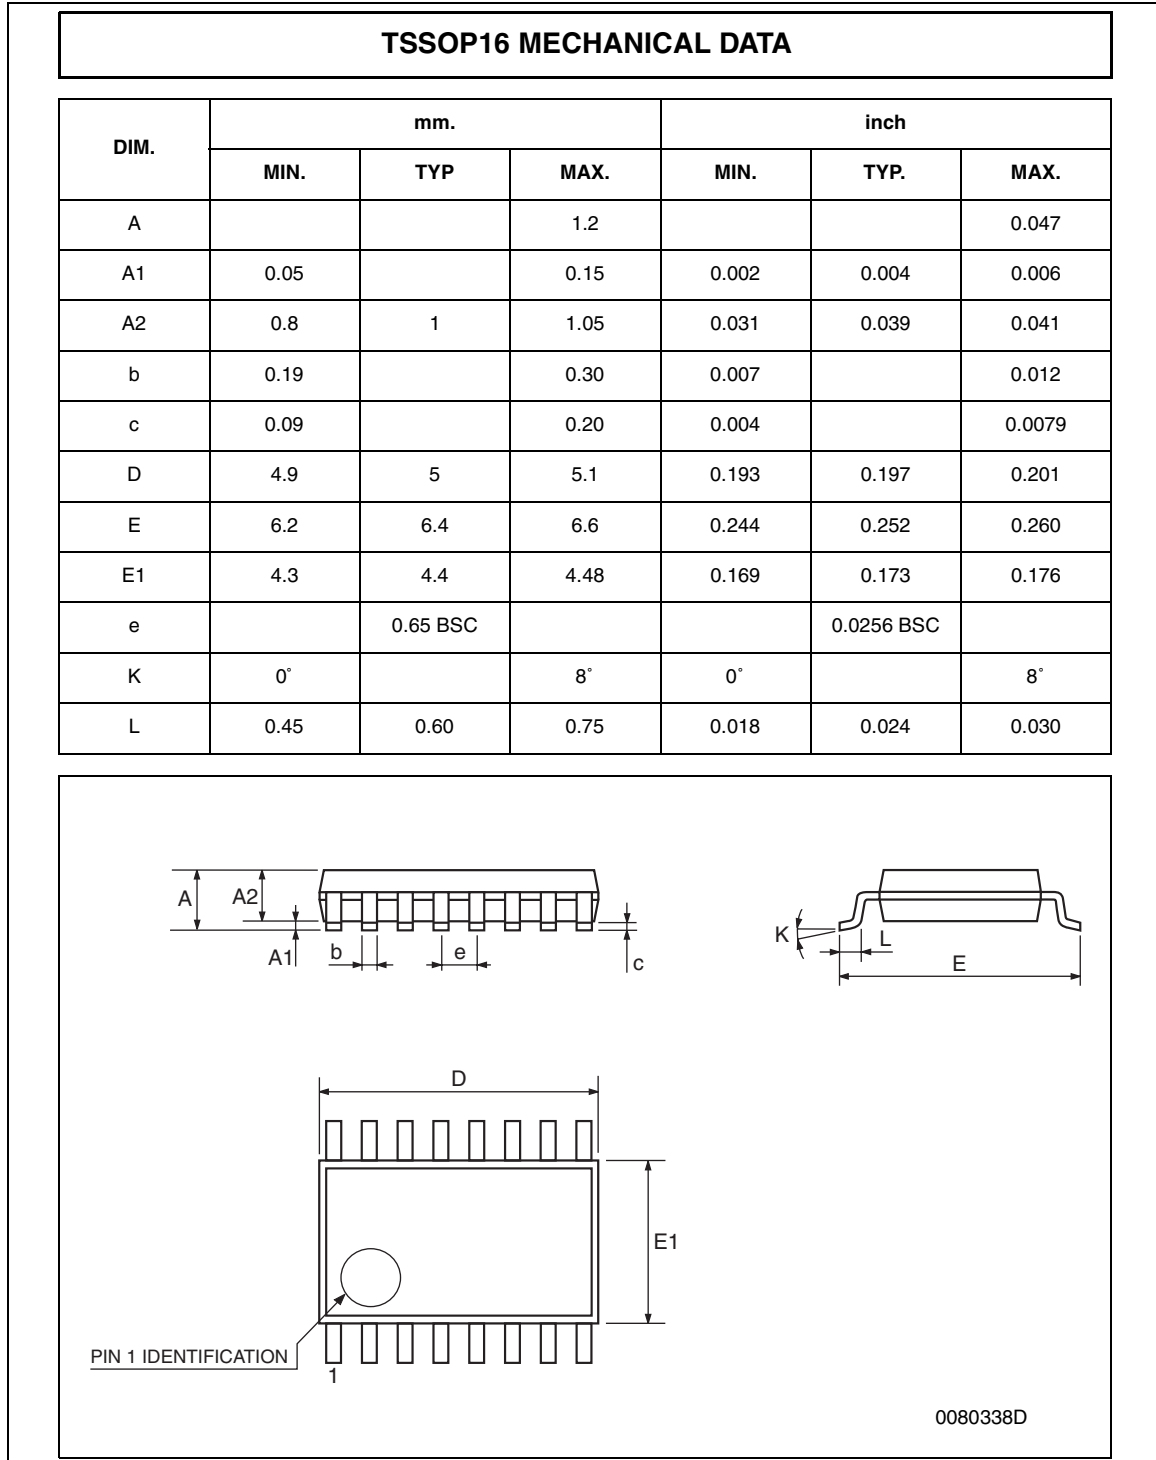 TSSOP16 MECHANICAL DATA
DIM. mm. inch
MIN. TYP MAX. MIN. TYP. MAX.
A 1.2 0.047
A1 0.05 0.15 0.002 0.004 0.006
A2 0.8 1 1.05 0.031 0.039 0.041
b 0.19 0.30 0.007 0.012
c 0.09 0.20 0.004 0.0079
D 4.9 5 5.1 0.193 0.197 0.201
E 6.2 6.4 6.6 0.244 0.252 0.260
E1 4.3 4.4 4.48 0.169 0.173 0.176
e 0.65 BSC 0.0256 BSC
K 0° 8° 0° 8°
L 0.45 0.60 0.75 0.018 0.024 0.030
A A2
A1 b e c
K L
E
D
E1
PIN 1 IDENTIFICATION
1
0080338D